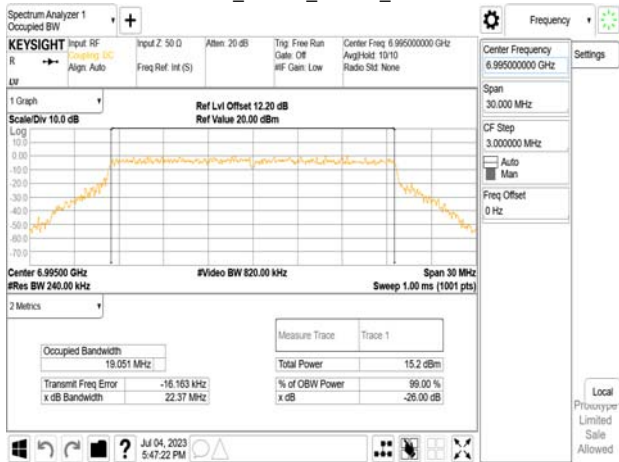 Spectrum Analyzer 1
Occupied BW
Frequency
KEYSIGHT
R
LVI
Input: RF
Coupling: DC
Align: Auto
Input Z: 50 Ω
Freq Ref: Int (S)
Atten: 20 dB
Trig: Free Run
Gate: Off
#IF Gain: Low
Center Freq: 6.995000000 GHz
Avg|Hold: 10/10
Radio Std: None
Center Frequency
6.995000000 GHz
Settings
Span
30.000 MHz
CF Step
3.000000 MHz
Auto
Man
Freq Offset
0 Hz
1 Graph
Scale/Div 10.0 dB
Ref Lvl Offset 12.20 dB
Ref Value 20.00 dBm
Log
10.0
0.00
-10.0
-20.0
-30.0
-40.0
-50.0
-60.0
-70.0
Center 6.99500 GHz
#Res BW 240.00 kHz
#Video BW 820.00 kHz
Span 30 MHz
Sweep 1.00 ms (1001 pts)
2 Metrics
Measure Trace Trace 1
Occupied Bandwidth
19.051 MHz
Total Power 15.2 dBm
Transmit Freq Error -16.163 kHz
% of OBW Power 99.00 %
x dB Bandwidth 22.37 MHz
x dB -26.00 dB
Local
Prototype
Limited
Sale
Allowed
Jul 04, 2023
5:47:22 PM